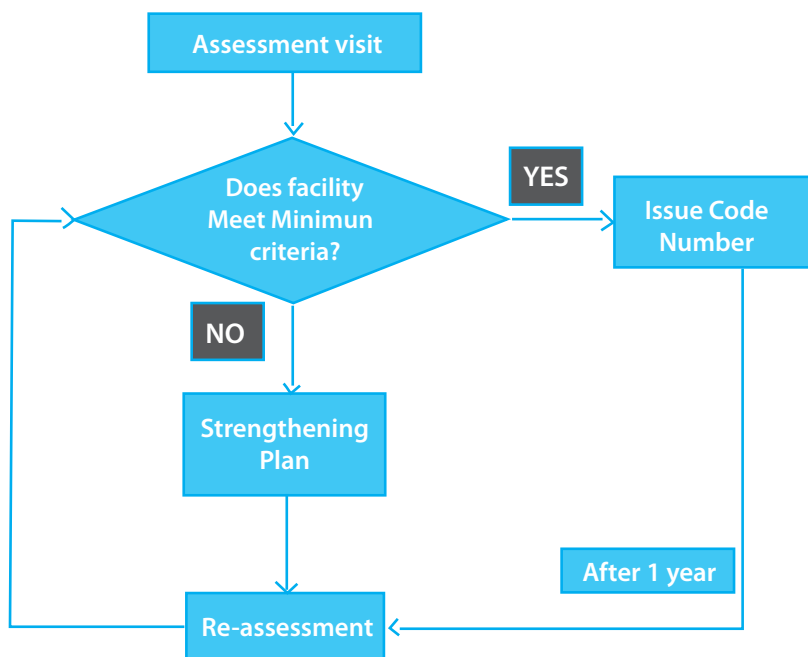 Assessment visit
Does facility
Meet Minimun
criteria?
YES
Issue Code
Number
NO
Strengthening
Plan
After 1 year
Re-assessment